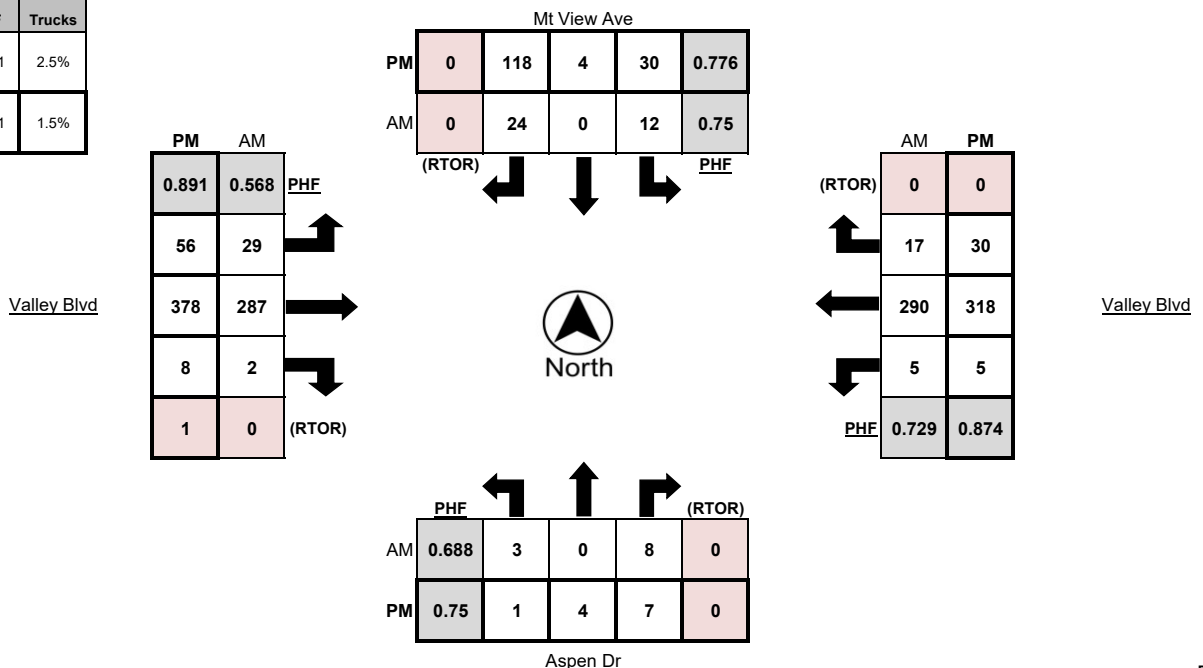 Trucks
2.5%
1.5%
Mt View Ave
PM 0 118 4 30 0.776
AM 0 24 0 12 0.75
(RTOR) PHF
PM AM
0.891 0.568 PHF
56 29
378 287
8 2
1 0 (RTOR)
Valley Blvd
North
AM PM
(RTOR) 0 0
17 30
290 318
5 5
PHF 0.729 0.874
Valley Blvd
PHF (RTOR)
AM 0.688 3 0 8 0
PM 0.75 1 4 7 0
Aspen Dr